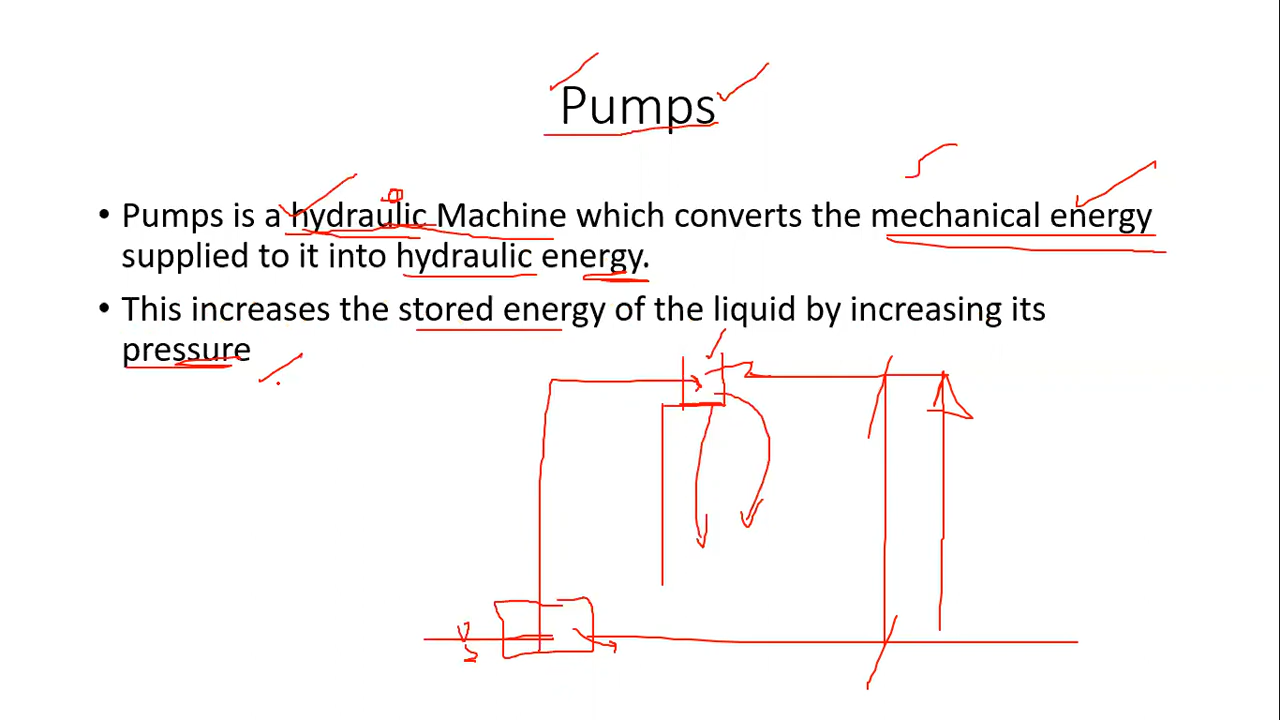 Pumps
• Pumps is a hydraulic Machine which converts the mechanical energy
supplied to it into hydraulic energy.
• This increases the stored energy of the liquid by increasing its
pressure